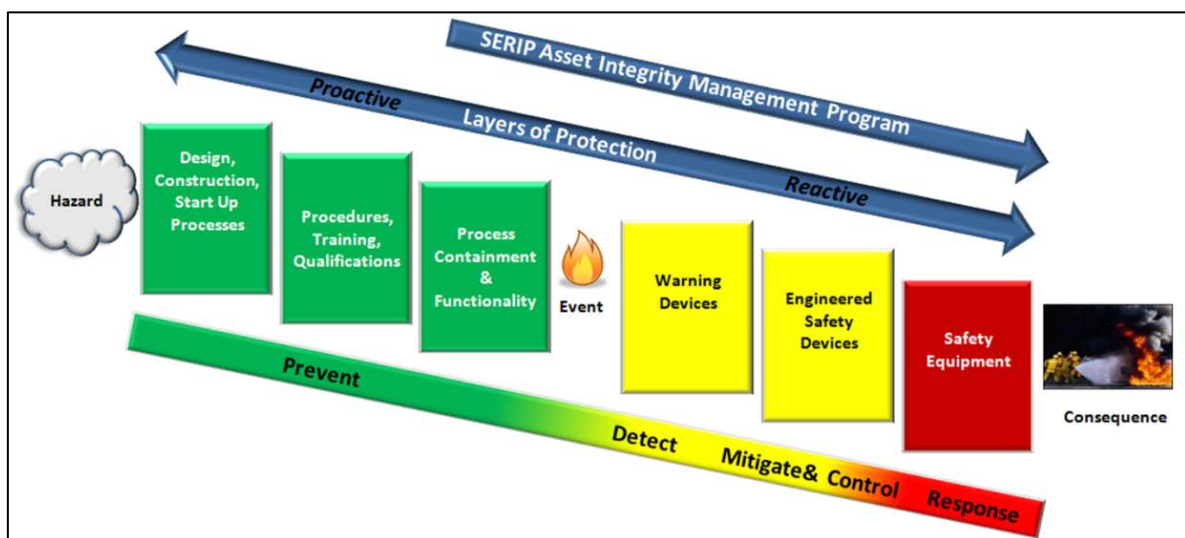 SERIP Asset Integrity Management Program
Proactive
Layers of Protection
Reactive
Hazard
Design,
Construction,
Start Up
Processes
Procedures,
Training,
Qualifications
Process
Containment
&
Functionality
Event
Warning
Devices
Engineered
Safety
Devices
Safety
Equipment
Consequence
Prevent
Detect
Mitigate& Control
Response